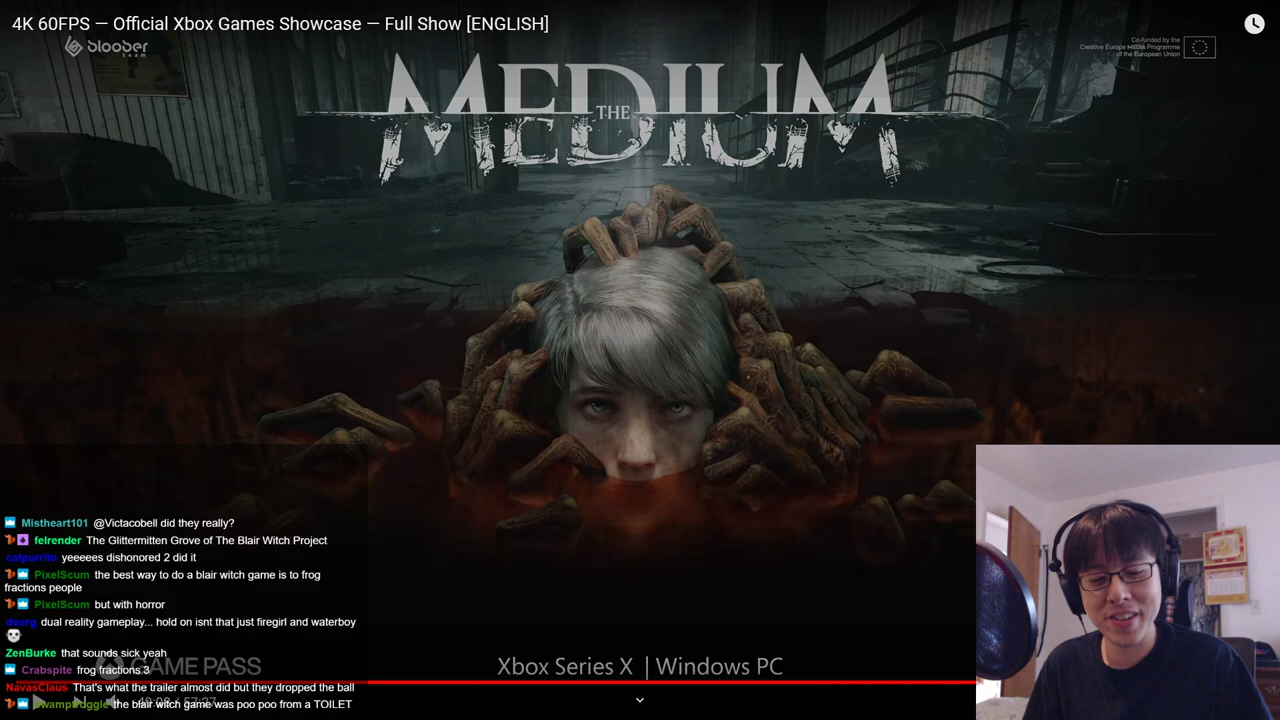 4K 60FPS — Official Xbox Games Showcase — Full Show [ENGLISH]
bloober
team
Co-funded by the
Creative Europe MEDIA Programme
of the European Union
THE
MEDIUM
Mistheart101 @Victacobell did they really?
felrender The Glittermitten Grove of The Blair Witch Project
catpurrito yeeeees dishonored 2 did it
PixelScum the best way to do a blair witch game is to frog
fractions people
PixelScum but with horror
dual reality gameplay... hold on isnt that just firegirl and waterboy
ZenBurke that sounds sick yeah
Crabspite frog fractions 3
NavasClaus That's what the trailer almost did but they dropped the ball
the blair witch game was poo poo from a TOILET
GAME PASS
Xbox Series X | Windows PC